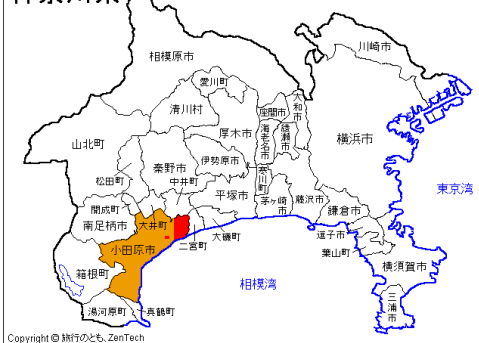 川崎市
相模原市
愛川町
大和市
座間市
清川村
海老名市
綾瀬市
厚木市
横浜市
山北町
伊勢原市
秦野市
寒川町
東京湾
松田町
中井町
平塚市
茅ヶ崎市
藤沢市
開成町
鎌倉市
南足柄市
大井町
大磯町
逗子市
二宮町
小田原市
葉山町
横須賀市
箱根町
相模湾
三浦市
湯河原町
真鶴町
Copyright © 旅行のとも、ZenTech